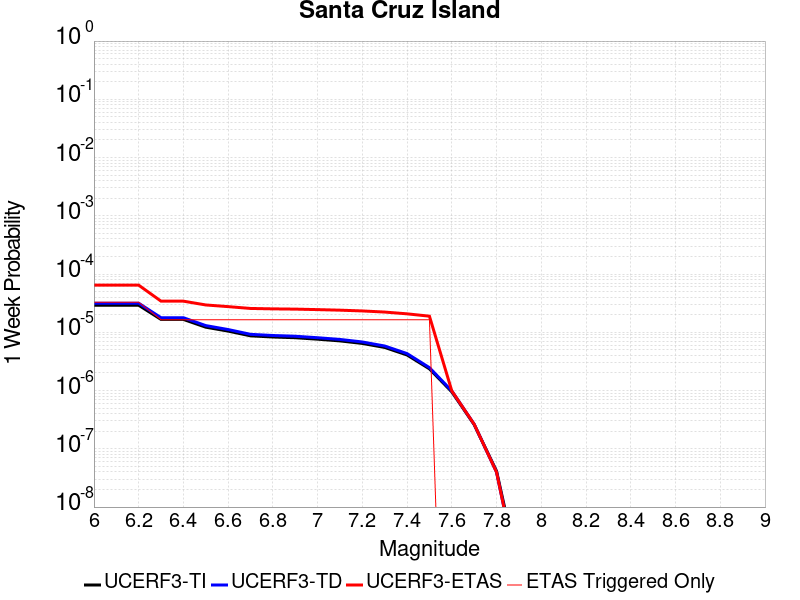 Santa Cruz Island
10^0
10^-1
10^-2
10^-3
10^-4
10^-5
10^-6
10^-7
10^-8
1 Week Probability
6 6.2 6.4 6.6 6.8 7 7.2 7.4 7.6 7.8 8 8.2 8.4 8.6 8.8 9
Magnitude
UCERF3-TI UCERF3-TD UCERF3-ETAS ETAS Triggered Only